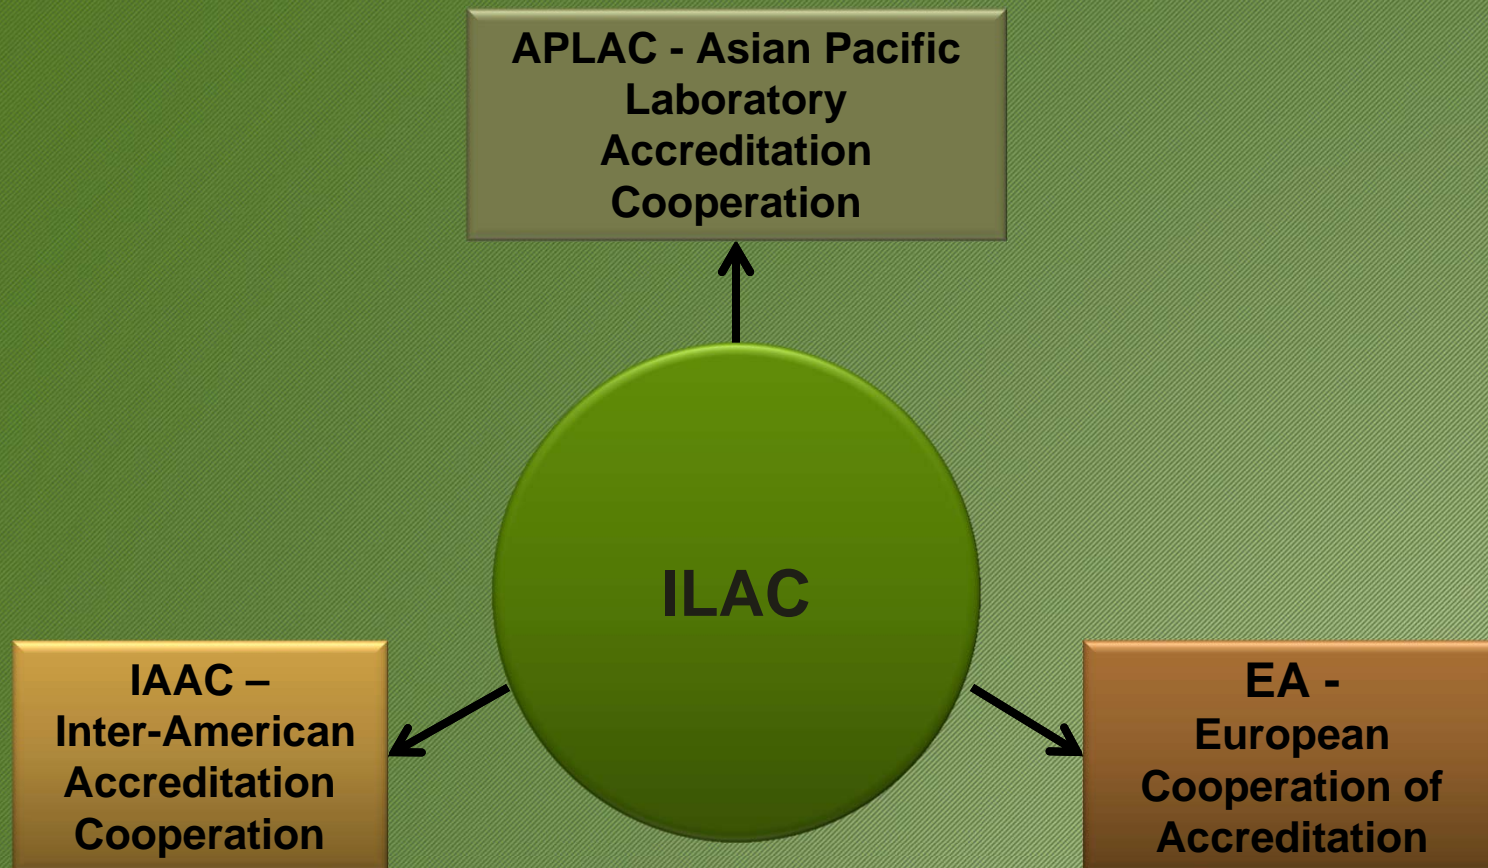 APLAC - Asian Pacific
Laboratory
Accreditation
Cooperation
ILAC
IAAC –
Inter-American
Accreditation
Cooperation
EA -
European
Cooperation of
Accreditation